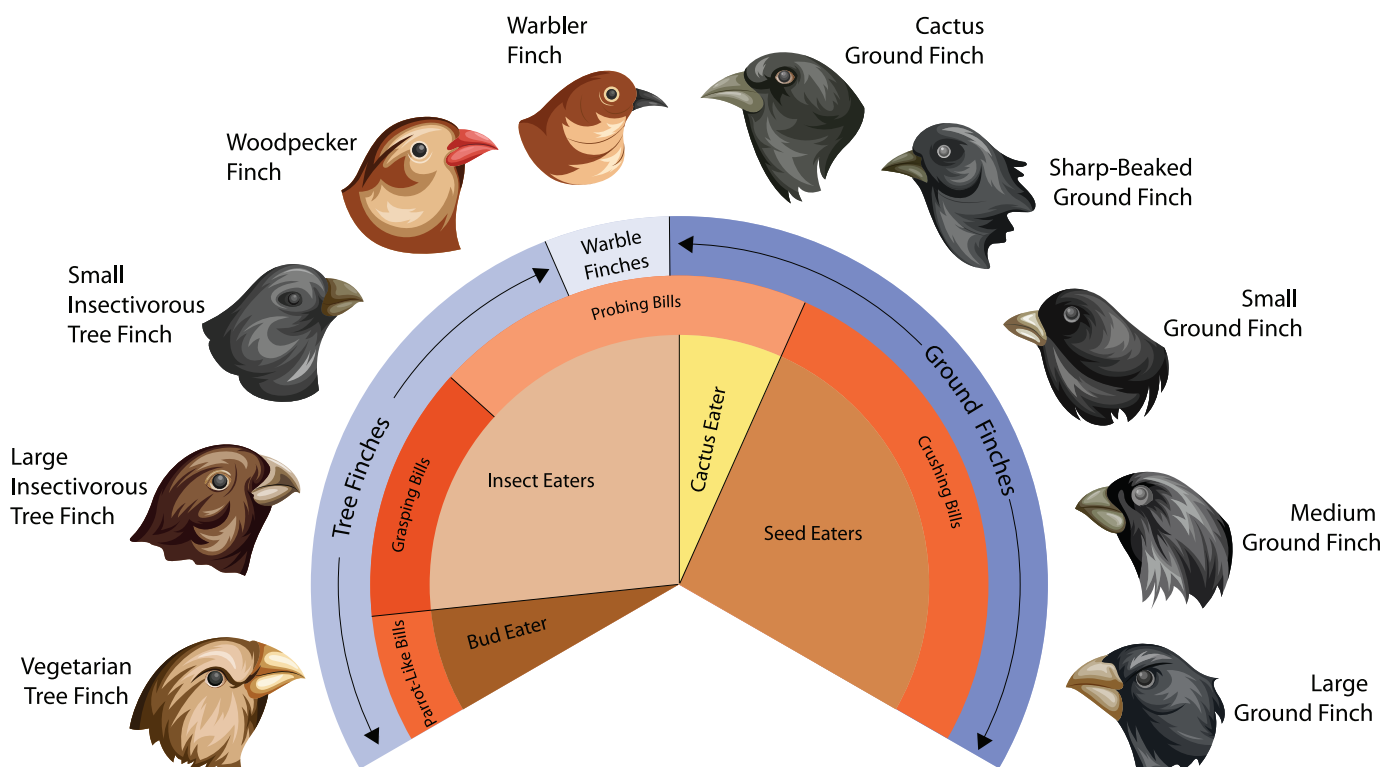 Warbler
Finch
Cactus
Ground Finch
Woodpecker
Finch
Sharp-Beaked
Ground Finch
Small
Insectivorous
Tree Finch
Small
Ground Finch
Large
Insectivorous
Tree Finch
Medium
Ground Finch
Vegetarian
Tree Finch
Large
Ground Finch
Tree Finches
Warble
Finches
Ground Finches
Parrot-Like Bills
Grasping Bills
Probing Bills
Crushing Bills
Bud Eater
Insect Eaters
Cactus Eater
Seed Eaters